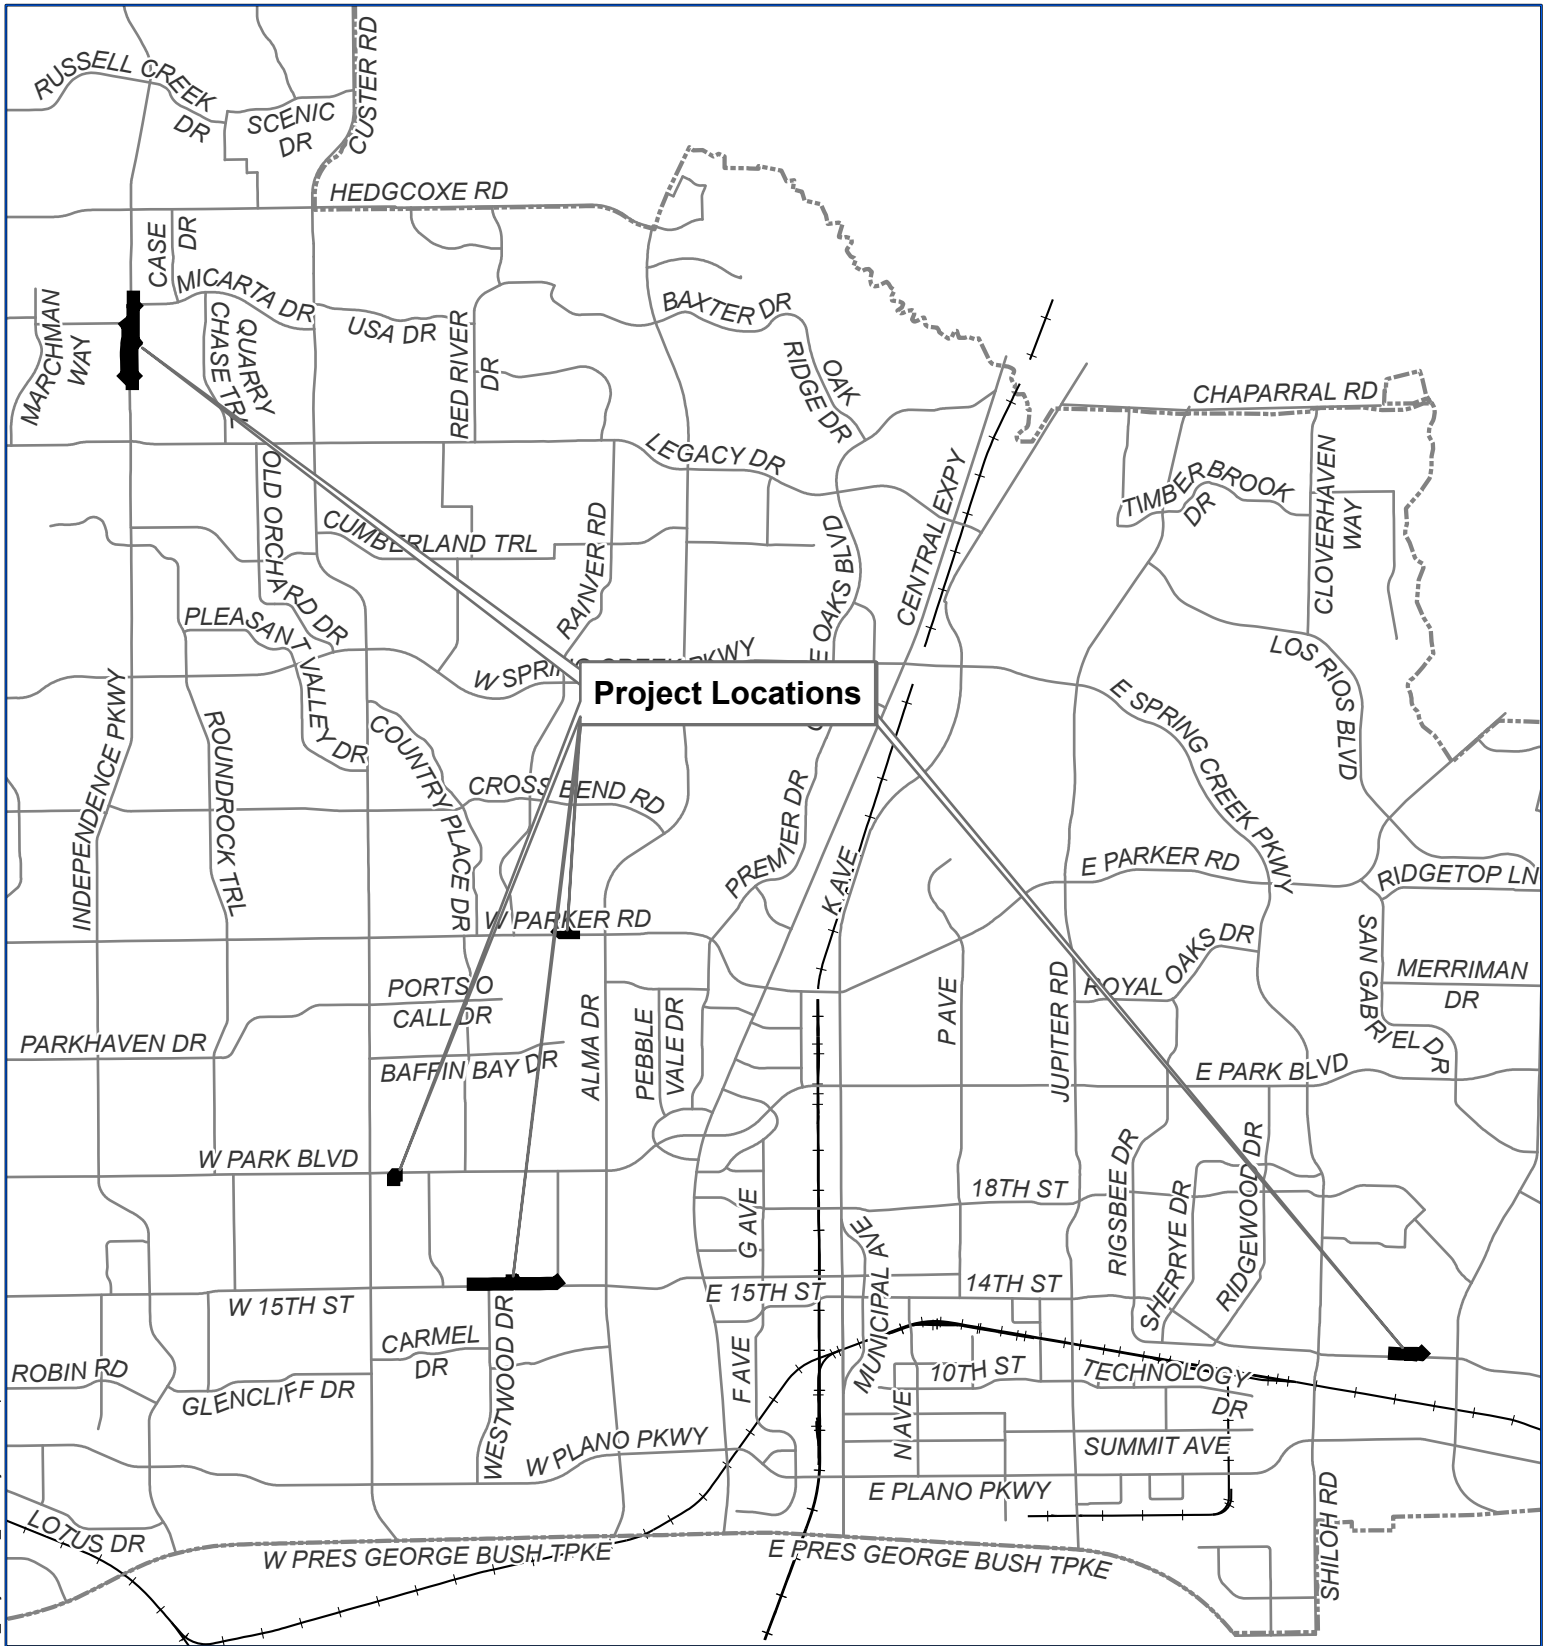 RUSSELL CREEK
DR
SCENIC
DR
CUSTER RD
HEDGCOXE RD
CASE
DR
MICARTA DR
USA DR
MARCHMAN
WAY
QUARRY
CHASE TRL
RED RIVER
DR
BAXTER DR
OAK
RIDGE DR
CHAPARRAL RD
LEGACY DR
OLD ORCHARD DR
CUMBERLAND TRL
RAINIER RD
CENTRAL EXPY
TIMBERBROOK
DR
CLOVERHAVEN
WAY
PLEASANT VALLEY DR
E OAKS BLVD
W SPRING CREEK PKWY
Project Locations
LOS RIOS BLVD
E SPRING CREEK PKWY
INDEPENDENCE PKWY
ROUNDROCK TRL
COUNTRY PLACE DR
CROSS BEND RD
PREMIER DR
K AVE
E PARKER RD
RIDGETOP LN
W PARKER RD
PORTSIO
CALL DR
ROYAL OAKS DR
SAN GABRIEL DR
MERRIMAN
DR
PARKHAVEN DR
BAFFIN BAY DR
ALMA DR
PEBBLE
VALE DR
P AVE
JUPITER RD
E PARK BLVD
W PARK BLVD
18TH ST
G AVE
MUNICIPAL AVE
RIGSBEE DR
SHERRYE DR
RIDGEWOOD DR
W 15TH ST
E 15TH ST
14TH ST
ROBIN RD
GLENCLIFF DR
CARMEL
DR
WESTWOOD DR
F AVE
10TH ST
N AVE
TECHNOLOGY
DR
W PLANO PKWY
SUMMIT AVE
E PLANO PKWY
LOTUS DR
W PRES GEORGE BUSH TPKE
E PRES GEORGE BUSH TPKE
SHILOH RD